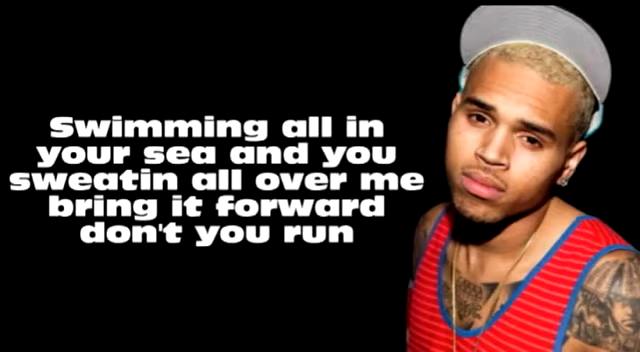 Swimming all in
your sea and you
sweatin all over me
bring it forward
don't you run